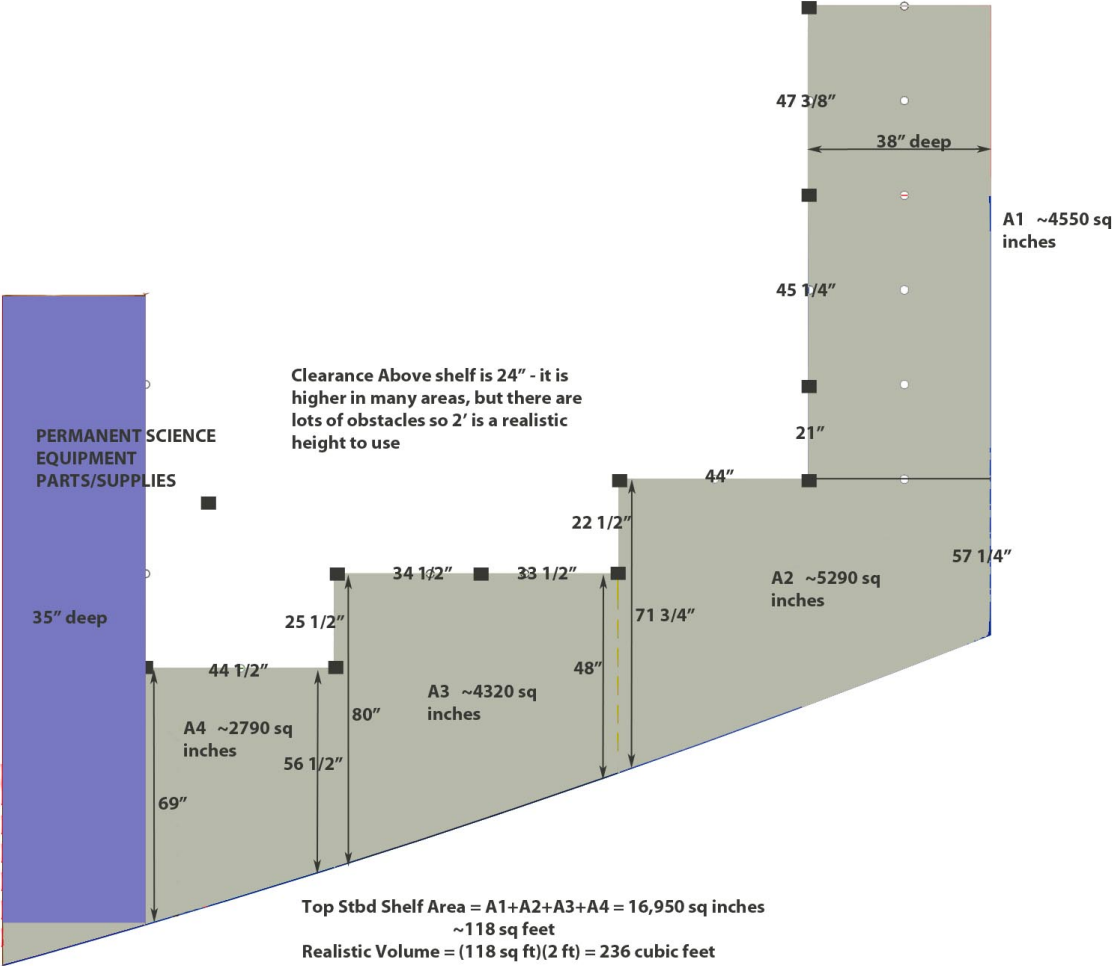 47 3/8”
38” deep
A1 ~4550 sq
inches
45 1/4”
Clearance Above shelf is 24” - it is
higher in many areas, but there are
lots of obstacles so 2’ is a realistic
height to use
PERMANENT SCIENCE
EQUIPMENT
PARTS/SUPPLIES
21”
44”
22 1/2”
57 1/4”
34 1/2”
33 1/2”
A2 ~5290 sq
inches
35” deep
25 1/2”
71 3/4”
44 1/2”
48”
A3 ~4320 sq
inches
80”
A4 ~2790 sq
inches
56 1/2”
69”
Top Stbd Shelf Area = A1+A2+A3+A4 = 16,950 sq inches
~118 sq feet
Realistic Volume = (118 sq ft)(2 ft) = 236 cubic feet